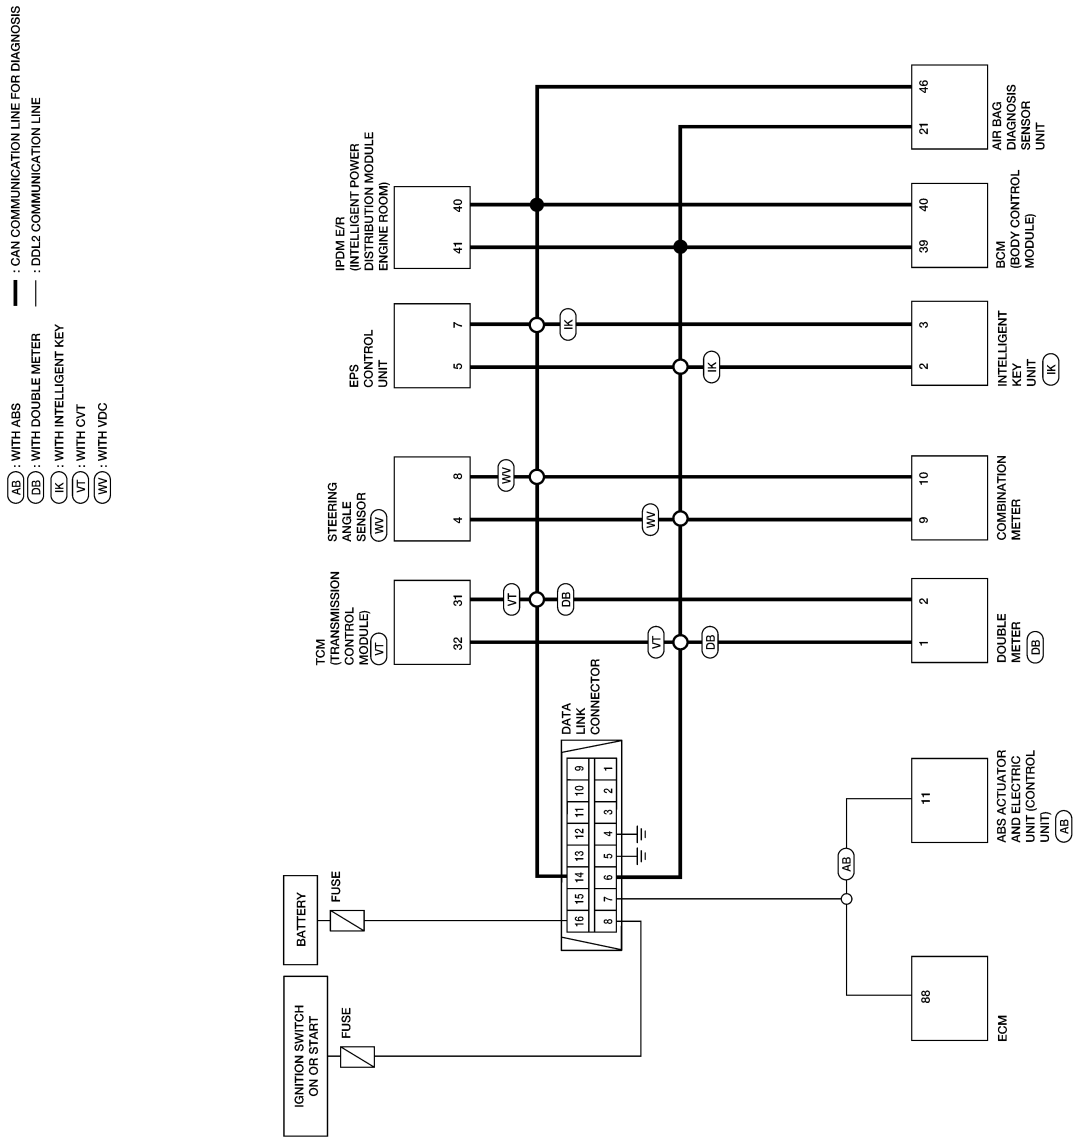 : CAN COMMUNICATION LINE FOR DIAGNOSIS
: DDL2 COMMUNICATION LINE
AB : WITH ABS
DB : WITH DOUBLE METER
IK : WITH INTELLIGENT KEY
VT : WITH CVT
WV : WITH VDC
IGNITION SWITCH
ON OR START
FUSE
BATTERY
FUSE
DATA
LINK
CONNECTOR
16 15 14 13 12 11 10 9
8 7 6 5 4 3 2 1
TCM
(TRANSMISSION
CONTROL
MODULE)
VT
32 31
STEERING
ANGLE
SENSOR
WV
4 8
EPS
CONTROL
UNIT
5 7
IPDM E/R
(INTELLIGENT POWER
DISTRIBUTION MODULE
ENGINE ROOM)
41 40
VT
DB
VT
DB
WV
WV
IK
IK
AB
88
ECM
11
ABS ACTUATOR
AND ELECTRIC
UNIT (CONTROL
UNIT)
AB
1 2
DOUBLE
METER
DB
9 10
COMBINATION
METER
2 3
INTELLIGENT
KEY
UNIT
IK
39 40
BCM
(BODY CONTROL
MODULE)
21 46
AIR BAG
DIAGNOSIS
SENSOR
UNIT